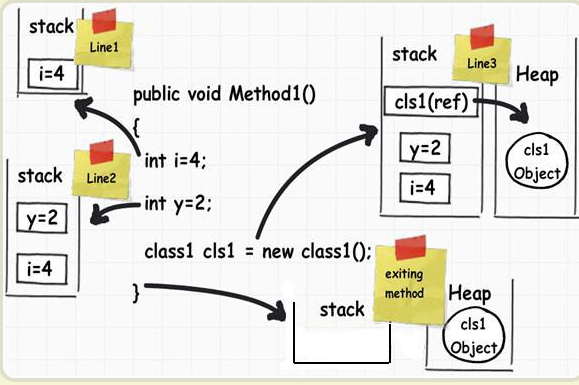 stack
Line1
i=4
public void Method1()
{
int i=4;
int y=2;
class1 cls1 = new class1();
}
stack
Line2
y=2
i=4
stack
Line3
Heap
cls1(ref)
y=2
i=4
cls1
Object
exiting
method
stack
Heap
cls1
Object